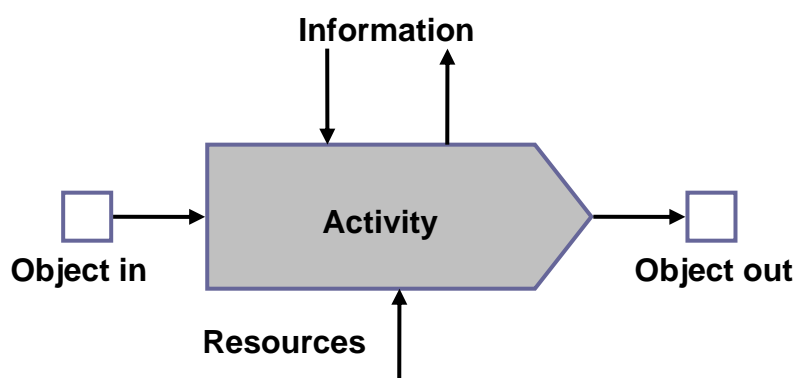 Information
Activity
Object in
Object out
Resources